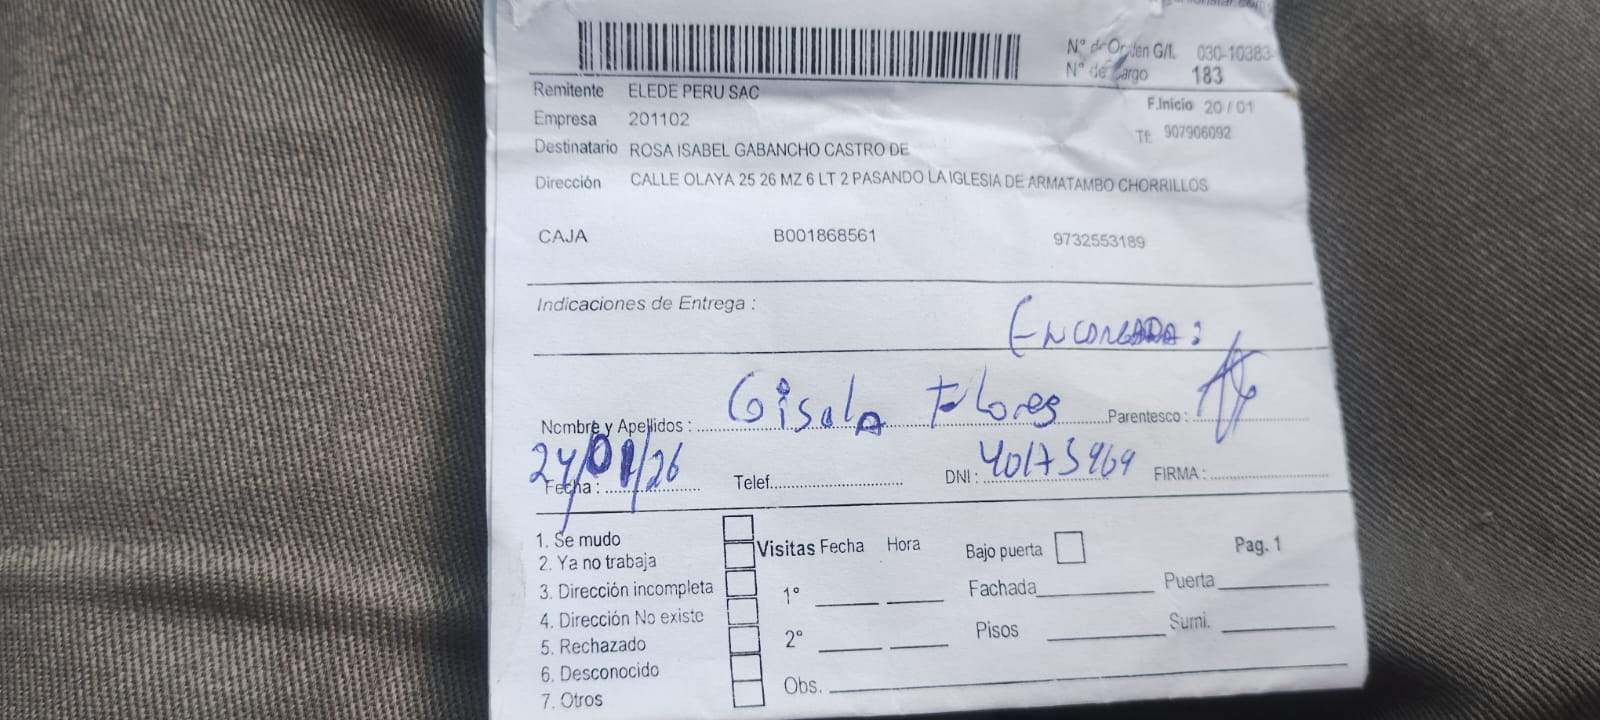 N° de Orden G/I. 030-10383
N° de Cargo 183
Remitente ELEDE PERU SAC
F.Inicio 20 / 01
Empresa 201102
Tf: 907906092
Destinatario ROSA ISABEL GABANCHO CASTRO DE
Dirección CALLE OLAYA 25 26 MZ 6 LT 2 PASANDO LA IGLESIA DE ARMATAMBO CHORRILLOS
CAJA B001868561 9732553189
Indicaciones de Entrega :
Encargada:
Nombre y Apellidos : Gisela Flores Parentesco :
Fecha : 24/01/26 Telef. DNI : 40175969 FIRMA :
1. Se mudo
2. Ya no trabaja Visitas Fecha Hora Bajo puerta Pag. 1
3. Dirección incompleta 1° Fachada Puerta
4. Dirección No existe
5. Rechazado 2° Pisos Sumi.
6. Desconocido
7. Otros Obs.